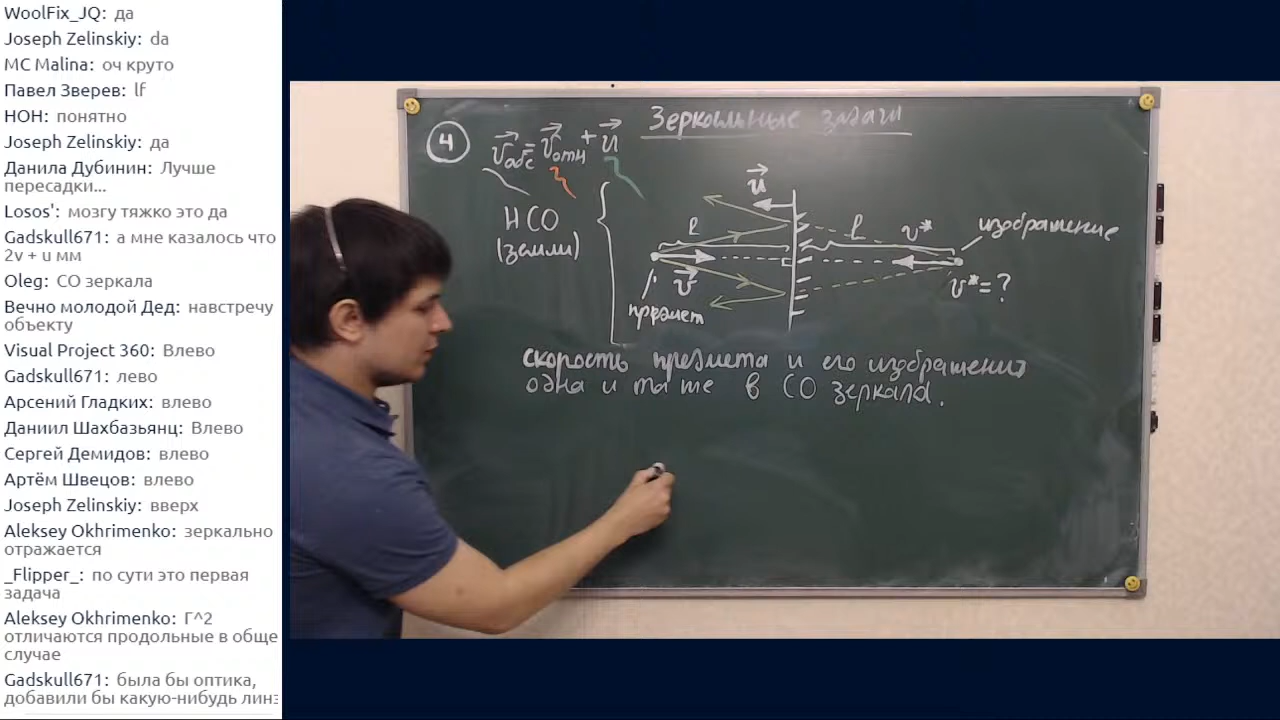 WoolFix_JQ: да
Joseph Zelinskiy: da
MC Malina: оч круто
Павел Зверев: lf
НОН: понятно
Joseph Zelinskiy: да
Данила Дубинин: Лучше
пересадки...
Losos': мозгу тяжко это да
Gadskull671: а мне казалось что
2v + u мм
Oleg: СО зеркала
Вечно молодой Дед: навстречу
объекту
Visual Project 360: Влево
Gadskull671: лево
Арсений Гладких: влево
Даниил Шахбазьянц: Влево
Сергей Демидов: влево
Артём Швецов: влево
Joseph Zelinskiy: вверх
Aleksey Okhrimenko: зеркально
отражается
_Flipper_: по сути это первая
задача
Aleksey Okhrimenko: Г^2
отличаются продольные в обще
случае
Gadskull671: была бы оптика,
добавили бы какую-нибудь линз
Зеркальные задачи
4
v абс = v отн + u
НСО
(земли)
u
l l v*
изображение
v
предмет
v* = ?
скорость предмета и его изображения
одна и та же в СО зеркала.